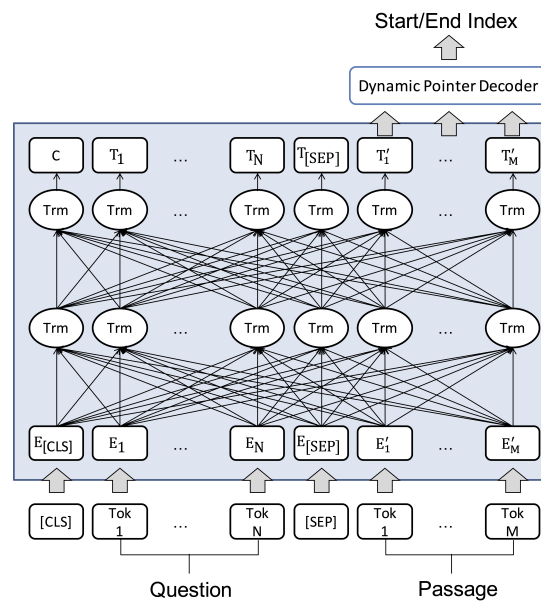 Start/End Index
Dynamic Pointer Decoder
C T1 ... TN T[SEP] T′1 ... T′M
Trm Trm ... Trm Trm Trm ... Trm
Trm Trm ... Trm Trm Trm ... Trm
E[CLS] E1 ... EN E[SEP] E′1 ... E′M
[CLS] Tok 1 ... Tok N [SEP] Tok 1 ... Tok M
Question Passage